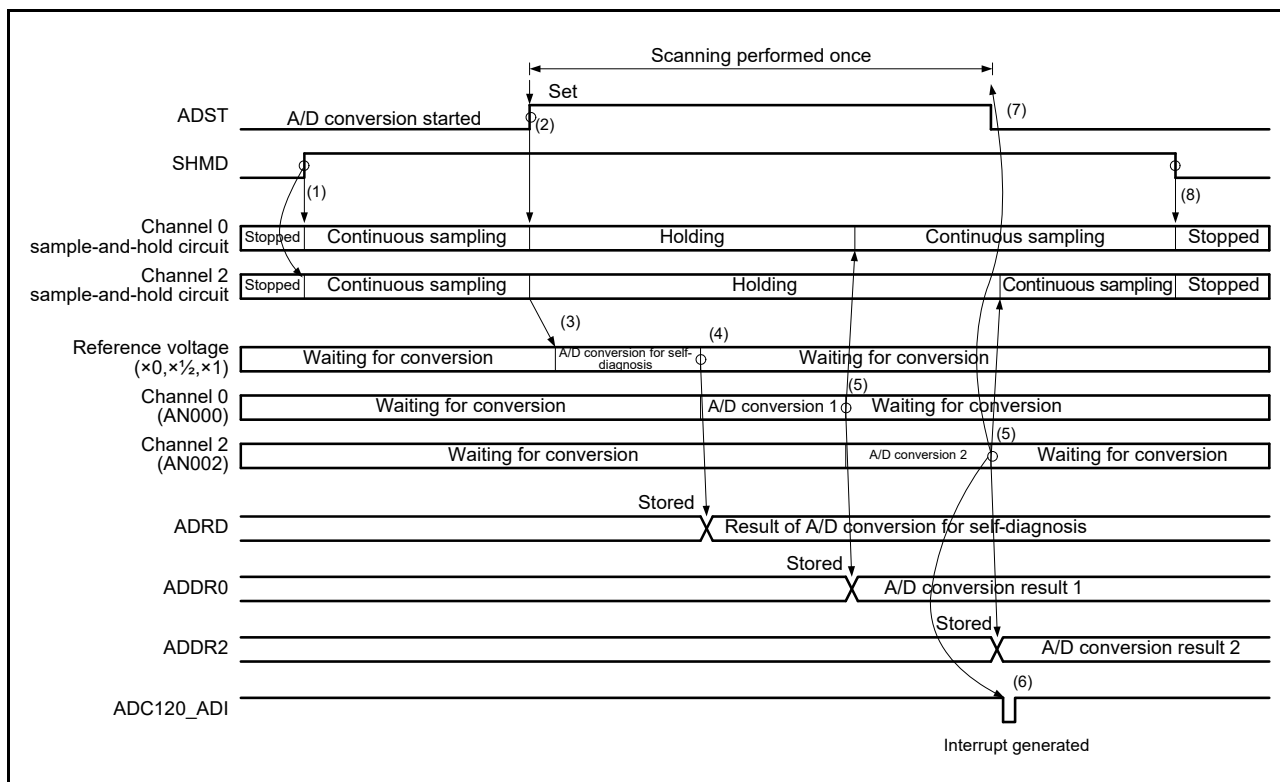 Scanning performed once
Set
ADST
A/D conversion started
(2)
(7)
SHMD
(1)
(8)
Channel 0
sample-and-hold circuit
Stopped
Continuous sampling
Holding
Continuous sampling
Stopped
Channel 2
sample-and-hold circuit
Stopped
Continuous sampling
Holding
Continuous sampling
Stopped
(3)
(4)
Reference voltage
(×0,×½,×1)
Waiting for conversion
A/D conversion for self-
diagnosis
Waiting for conversion
Channel 0
(AN000)
Waiting for conversion
A/D conversion 1
(5)
Waiting for conversion
Channel 2
(AN002)
Waiting for conversion
A/D conversion 2
(5)
Waiting for conversion
Stored
ADRD
Result of A/D conversion for self-diagnosis
Stored
ADDR0
A/D conversion result 1
Stored
ADDR2
A/D conversion result 2
(6)
ADC120_ADI
Interrupt generated